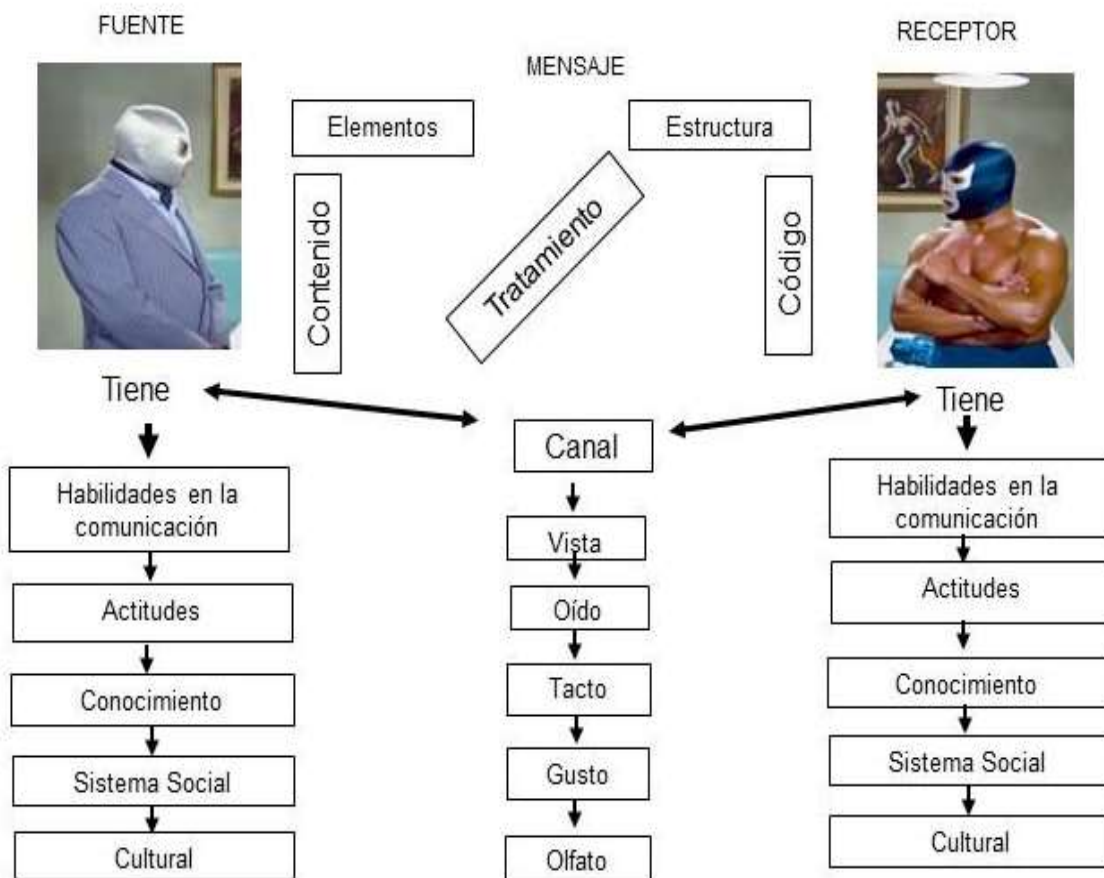 FUENTE
MENSAJE
RECEPTOR
Elementos
Estructura
Contenido
Tratamiento
Código
Tiene
Habilidades en la
comunicación
Actitudes
Conocimiento
Sistema Social
Cultural
Canal
Vista
Oído
Tacto
Gusto
Olfato
Tiene
Habilidades en la
comunicación
Actitudes
Conocimiento
Sistema Social
Cultural